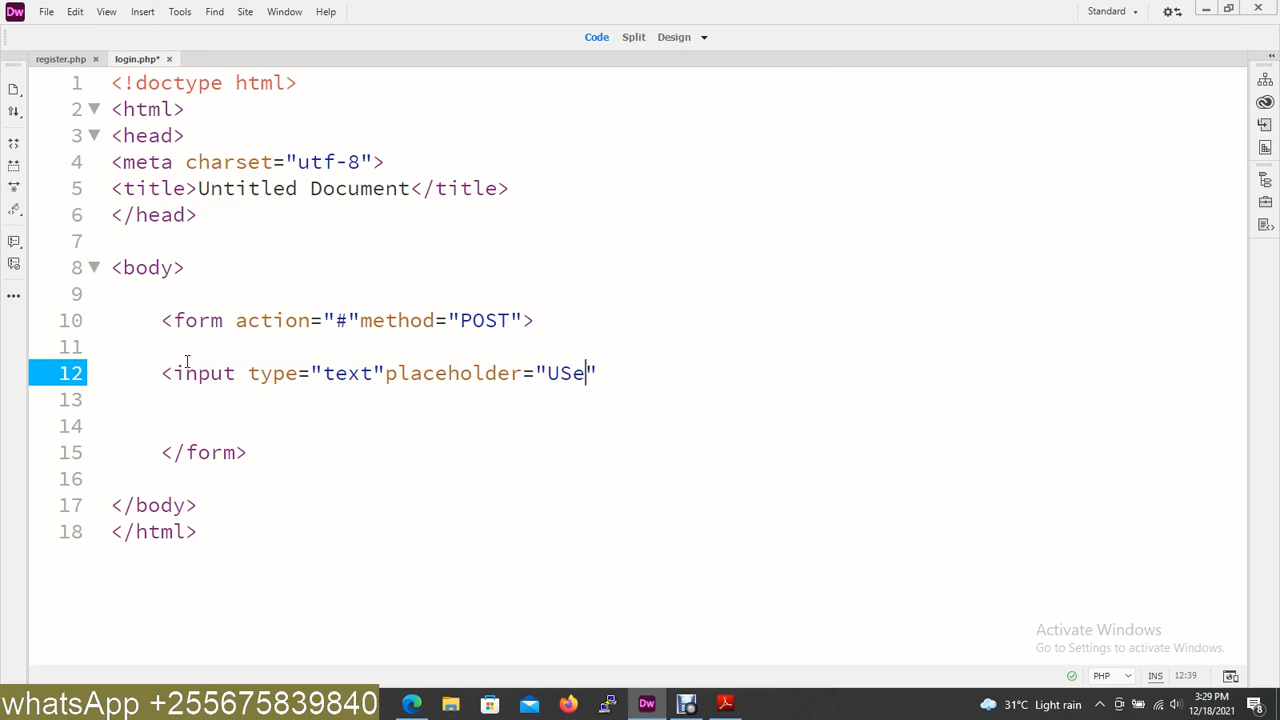 Dw File Edit View Insert Tools Find Site Window Help Standard
Code Split Design
register.php × login.php* ×
1 <!doctype html>
2 <html>
3 <head>
4 <meta charset="utf-8">
5 <title>Untitled Document</title>
6 </head>
7
8 <body>
9
10 <form action="#"method="POST">
11
12 <input type="text"placeholder="USe"
13
14
15 </form>
16
17 </body>
18 </html>
Activate Windows
Go to Settings to activate Windows.
PHP INS 12:39
whatsApp +255675839840
Dw
31°C Light rain
3:29 PM
12/18/2021
8